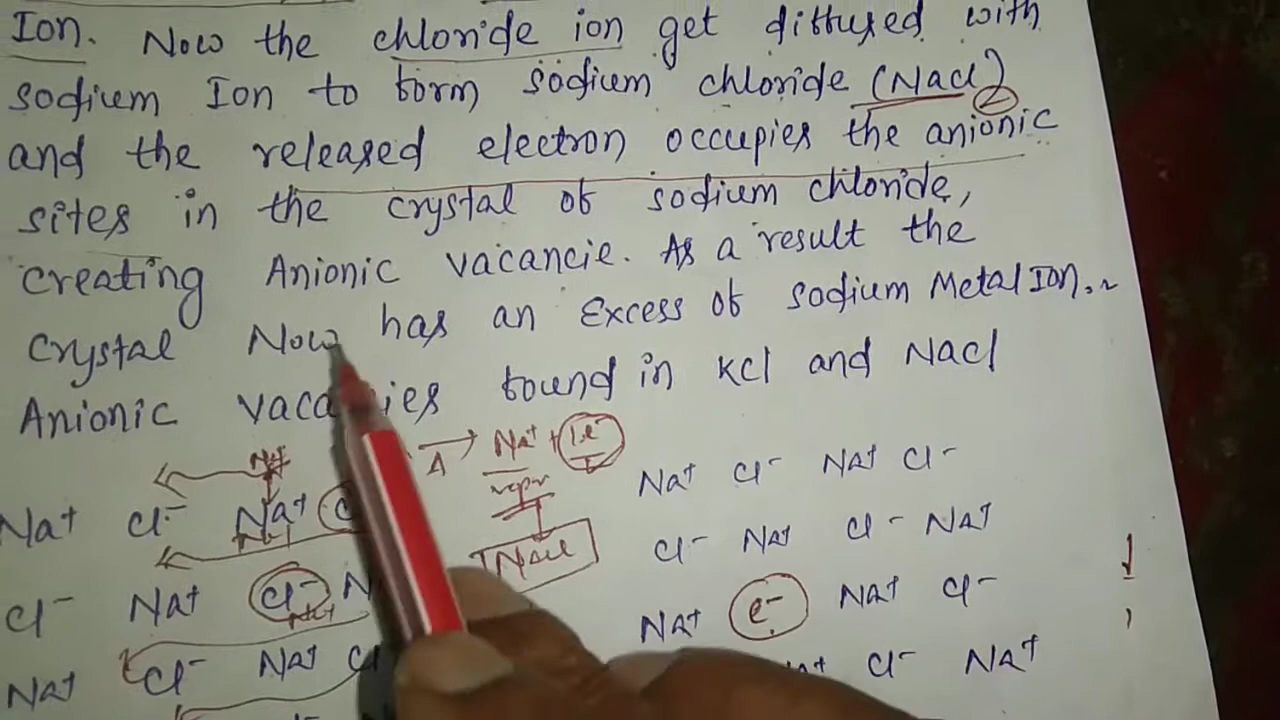 Ion. Now the chloride ion get diffused with
sodium Ion to form sodium chloride (NaCl)
2
and the released electron occupies the anionic
sites in the crystal of sodium chloride,
creating Anionic vacancie. As a result the
crystal Now has an Excess of sodium Metal Ion.
Anionic found in KCl and NaCl
Δ → Na⁺ + 1e⁻
Na⁺ Cl⁻ Na⁺
NaCl
Cl⁻ Na⁺ Cl⁻
Na⁺ Cl⁻ Na⁺
Na⁺ Cl⁻ Na⁺ Cl⁻
Cl⁻ Na⁺ Cl⁻ Na⁺
Na⁺ e⁻ Na⁺ Cl⁻
Cl⁻ Na⁺